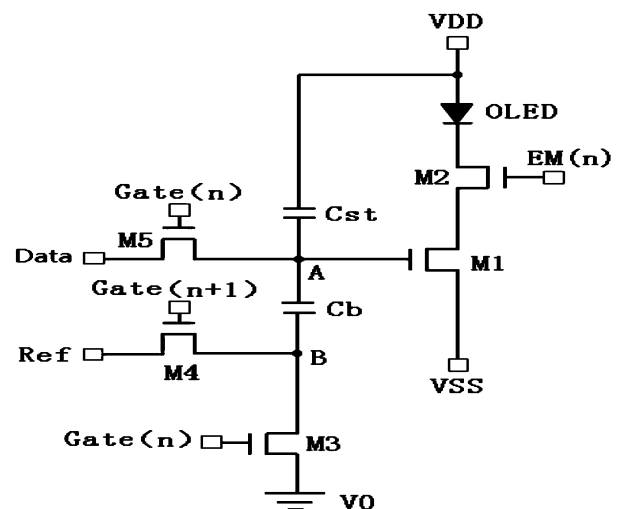 VDD
OLED
EM(n)
M2
Gate(n)
Cst
M5
Data
A
M1
Gate(n+1)
Cb
Ref
B
M4
VSS
Gate(n)
M3
V0